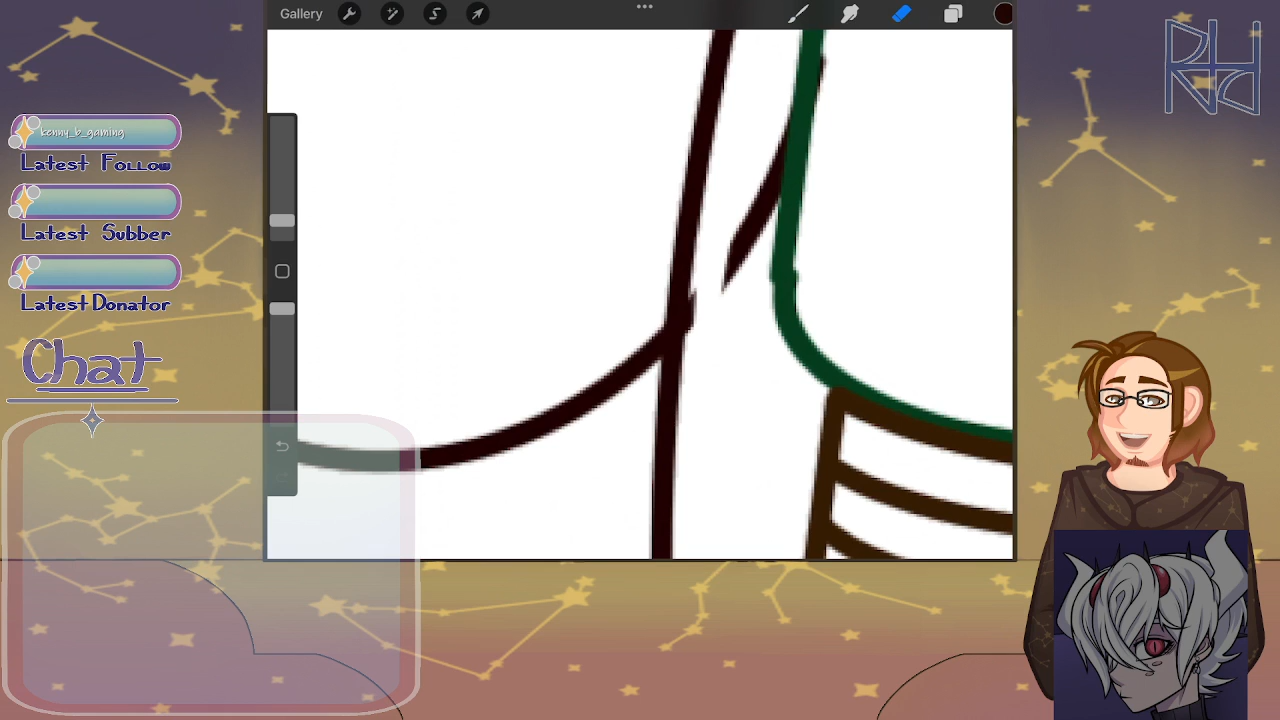 Gallery
kenny_b_gaming
Latest Follow
Latest Subber
Latest Donator
Chat